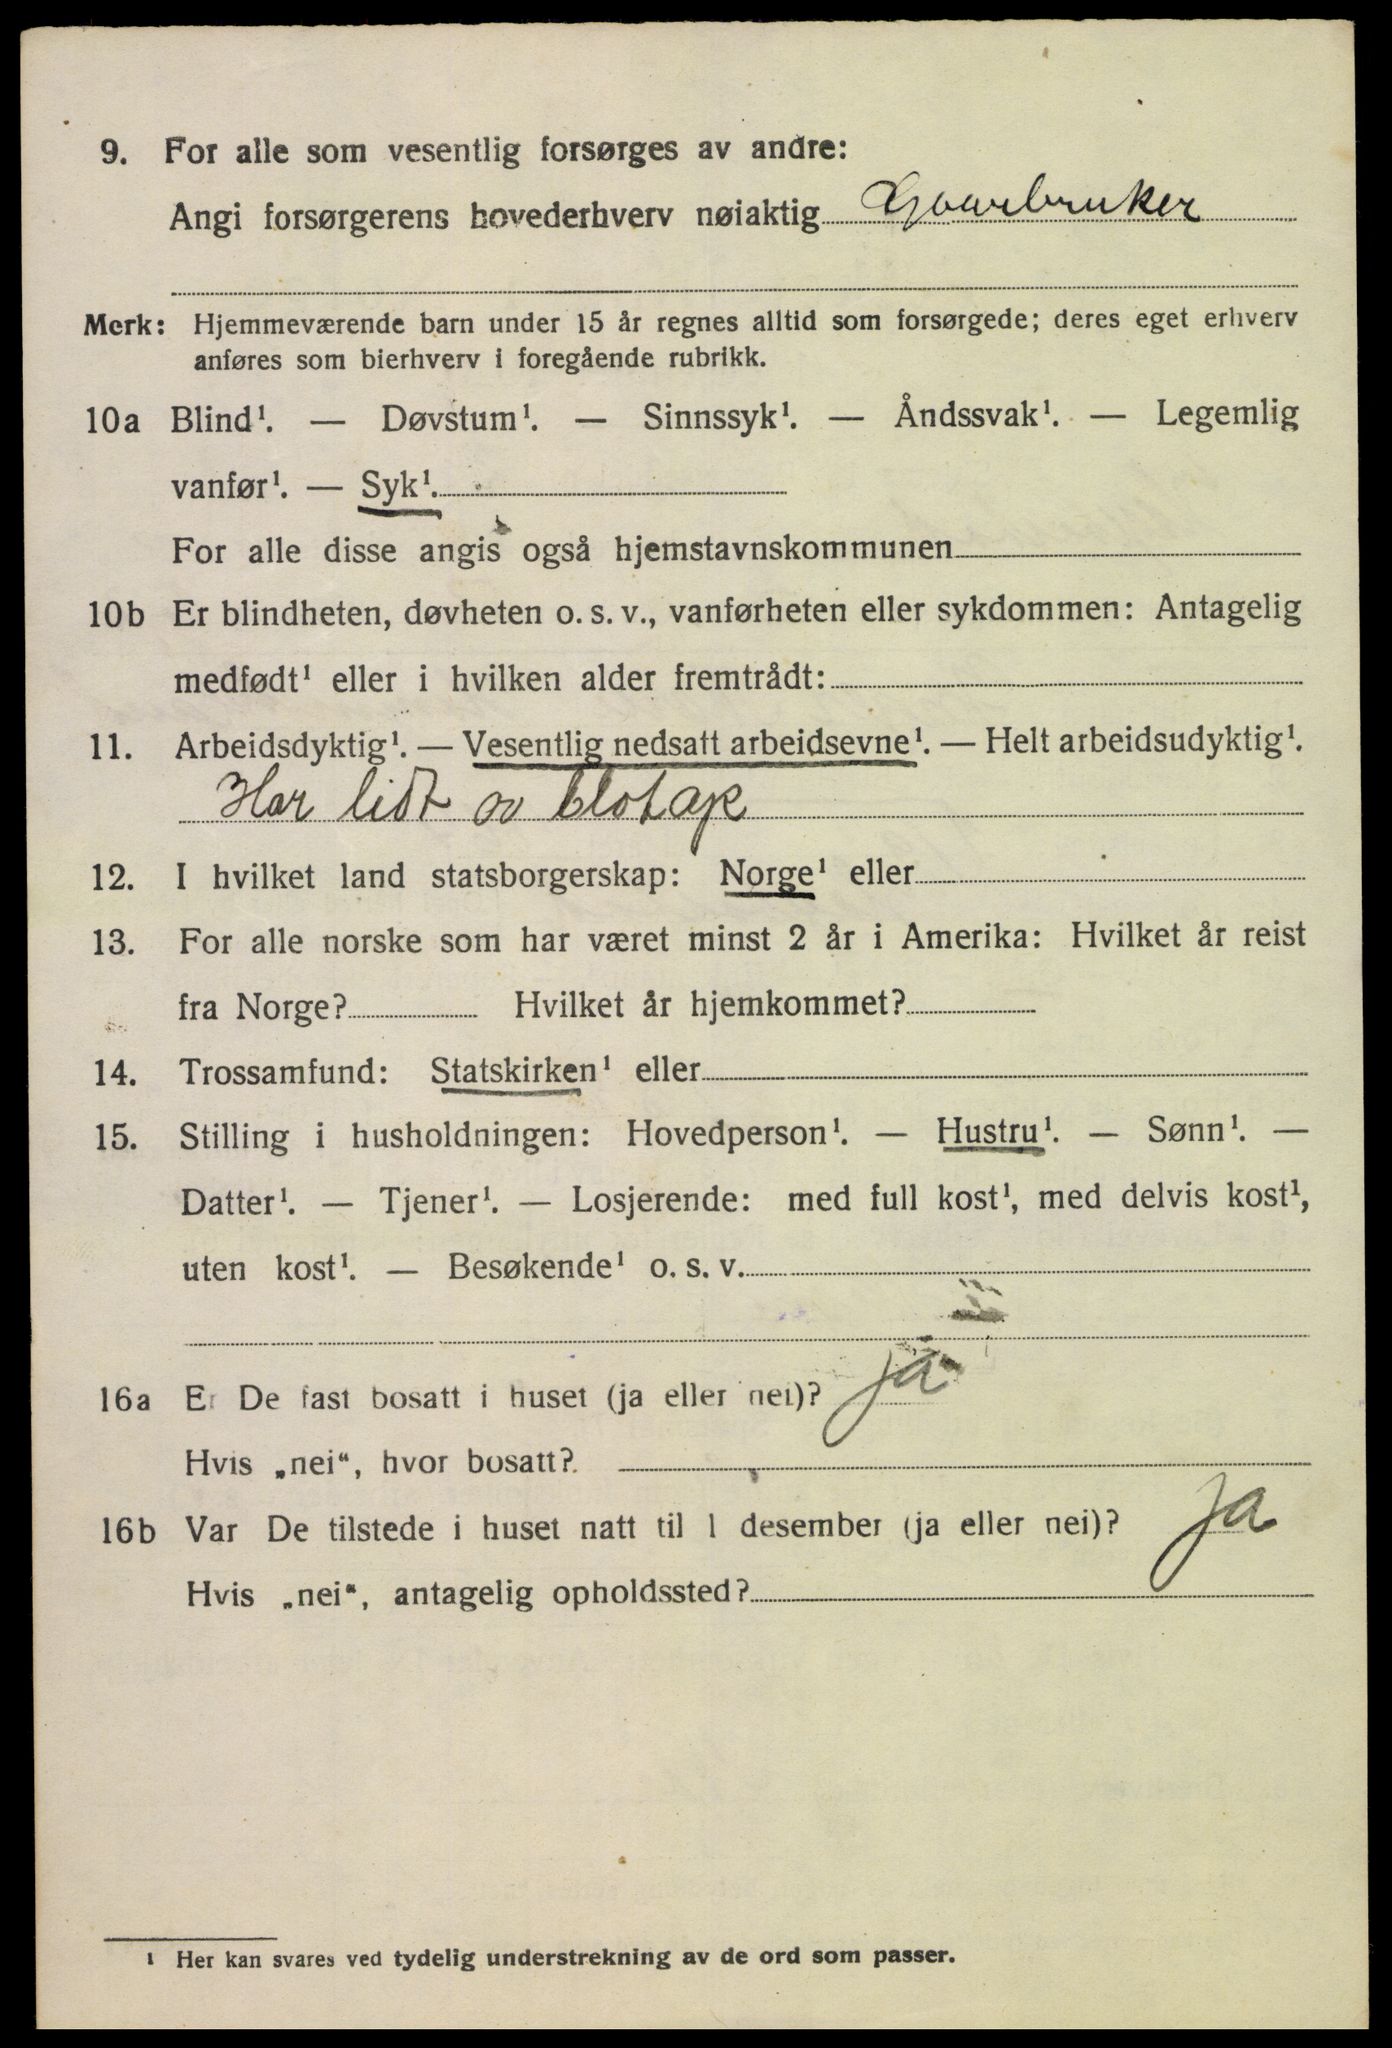 9. For alle som vesentlig forsørges av andre:
Angi forsørgerens hovederhverv nøiaktig Gaarbruker
Merk: Hjemmeværende barn under 15 år regnes alltid som forsørgede; deres eget erhverv
anføres som bierhverv i foregående rubrikk.
10a Blind¹. — Døvstum¹. — Sinnssyk¹. — Åndssvak¹. — Legemlig
vanfør¹. — Syk¹.
For alle disse angis også hjemstavnskommunen
10b Er blindheten, døvheten o. s. v., vanførheten eller sykdommen: Antagelig
medfødt¹ eller i hvilken alder fremtrådt:
11. Arbeidsdyktig¹. — Vesentlig nedsatt arbeidsevne¹. — Helt arbeidsudyktig¹.
Har lidt av blotap
12. I hvilket land statsborgerskap: Norge¹ eller
13. For alle norske som har været minst 2 år i Amerika: Hvilket år reist
fra Norge? Hvilket år hjemkommet?
14. Trossamfund: Statskirken¹ eller
15. Stilling i husholdningen: Hovedperson¹. — Hustru¹. — Sønn¹. —
Datter¹. — Tjener¹. — Losjerende: med full kost¹, med delvis kost¹,
uten kost¹. — Besøkende¹ o. s. v.
16a Er De fast bosatt i huset (ja eller nei)? ja
Hvis „nei“, hvor bosatt?
16b Var De tilstede i huset natt til 1 desember (ja eller nei)? ja
Hvis „nei“, antagelig opholdssted?
¹ Her kan svares ved tydelig understrekning av de ord som passer.